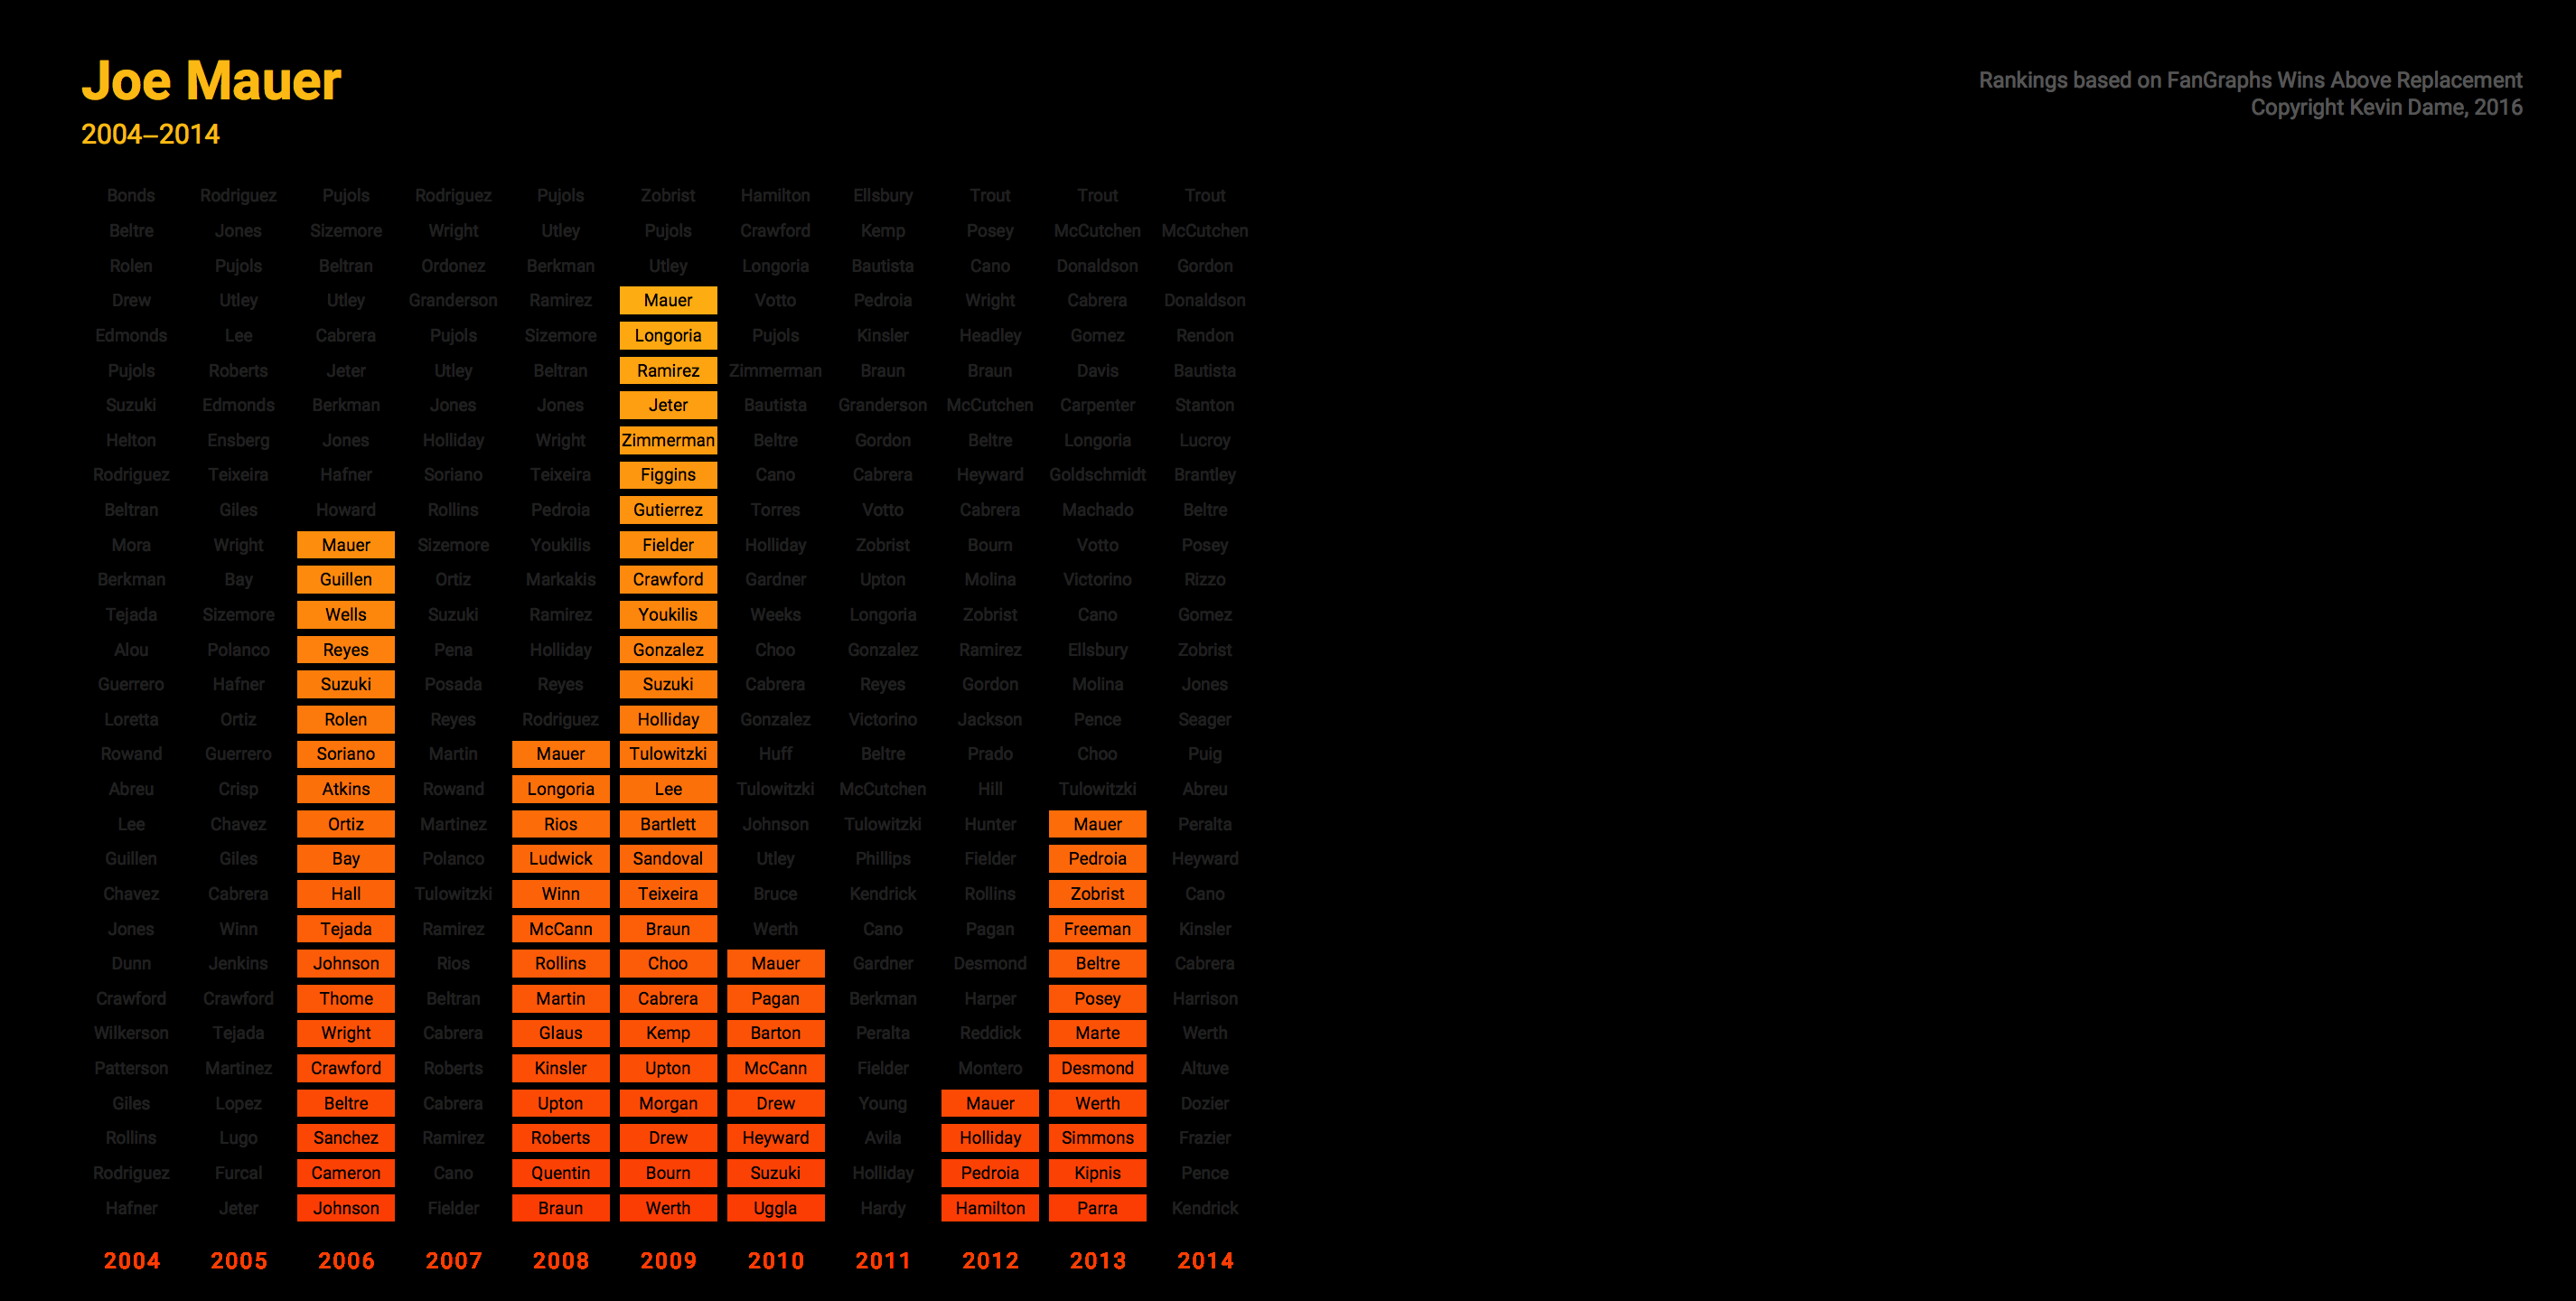 Joe Mauer
2004–2014
Rankings based on FanGraphs Wins Above Replacement
Copyright Kevin Dame, 2016
Bonds Rodriguez Pujols Rodriguez Pujols Zobrist Hamilton Ellsbury Trout Trout Trout
Beltre Jones Sizemore Wright Utley Pujols Crawford Kemp Posey McCutchen McCutchen
Rolen Pujols Beltran Ordonez Berkman Utley Longoria Bautista Cano Donaldson Gordon
Drew Utley Utley Granderson Ramirez Mauer Votto Pedroia Wright Cabrera Donaldson
Edmonds Lee Cabrera Pujols Sizemore Longoria Pujols Kinsler Headley Gomez Rendon
Pujols Roberts Jeter Utley Beltran Ramirez Zimmerman Braun Braun Davis Bautista
Suzuki Edmonds Berkman Jones Jones Jeter Bautista Granderson McCutchen Carpenter Stanton
Helton Ensberg Jones Holliday Wright Zimmerman Beltre Gordon Beltre Longoria Lucroy
Rodriguez Teixeira Hafner Soriano Teixeira Figgins Cano Cabrera Heyward Goldschmidt Brantley
Beltran Giles Howard Rollins Pedroia Gutierrez Torres Votto Cabrera Machado Beltre
Mora Wright Mauer Sizemore Youkilis Fielder Holliday Zobrist Bourn Votto Posey
Berkman Bay Guillen Ortiz Markakis Crawford Gardner Upton Molina Victorino Rizzo
Tejada Sizemore Wells Suzuki Ramirez Youkilis Weeks Longoria Zobrist Cano Gomez
Alou Polanco Reyes Pena Holliday Gonzalez Choo Gonzalez Ramirez Ellsbury Zobrist
Guerrero Hafner Suzuki Posada Reyes Suzuki Cabrera Reyes Gordon Molina Jones
Loretta Ortiz Rolen Reyes Rodriguez Holliday Gonzalez Victorino Jackson Pence Seager
Rowand Guerrero Soriano Martin Mauer Tulowitzki Huff Beltre Prado Choo Puig
Abreu Crisp Atkins Rowand Longoria Lee Tulowitzki McCutchen Hill Tulowitzki Abreu
Lee Chavez Ortiz Martinez Rios Bartlett Johnson Tulowitzki Hunter Mauer Peralta
Guillen Giles Bay Polanco Ludwick Sandoval Utley Phillips Fielder Pedroia Heyward
Chavez Cabrera Hall Tulowitzki Winn Teixeira Bruce Kendrick Rollins Zobrist Cano
Jones Winn Tejada Ramirez McCann Braun Werth Cano Pagan Freeman Kinsler
Dunn Jenkins Johnson Rios Rollins Choo Mauer Gardner Desmond Beltre Cabrera
Crawford Crawford Thome Beltran Martin Cabrera Pagan Berkman Harper Posey Harrison
Wilkerson Tejada Wright Cabrera Glaus Kemp Barton Peralta Reddick Marte Werth
Patterson Martinez Crawford Roberts Kinsler Upton McCann Fielder Montero Desmond Altuve
Giles Lopez Beltre Cabrera Upton Morgan Drew Young Mauer Werth Dozier
Rollins Lugo Sanchez Ramirez Roberts Drew Heyward Avila Holliday Simmons Frazier
Rodriguez Furcal Cameron Cano Quentin Bourn Suzuki Holliday Pedroia Kipnis Pence
Hafner Jeter Johnson Fielder Braun Werth Uggla Hardy Hamilton Parra Kendrick
2004 2005 2006 2007 2008 2009 2010 2011 2012 2013 2014